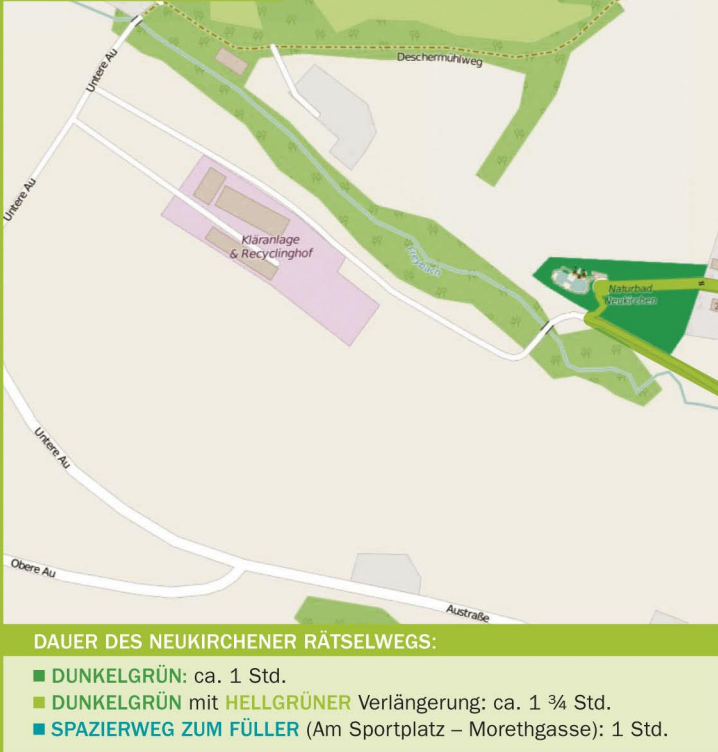 Untere Au
Deschermühlweg
Untere Au
Kläranlage
& Recyclinghof
Naturbad
Neukirchen
Untere Au
Obere Au
Austraße
DAUER DES NEUKIRCHENER RÄTSELWEGS:
DUNKELGRÜN: ca. 1 Std.
DUNKELGRÜN mit HELLGRÜNER Verlängerung: ca. 1 ¾ Std.
SPAZIERWEG ZUM FÜLLER (Am Sportplatz – Morethgasse): 1 Std.